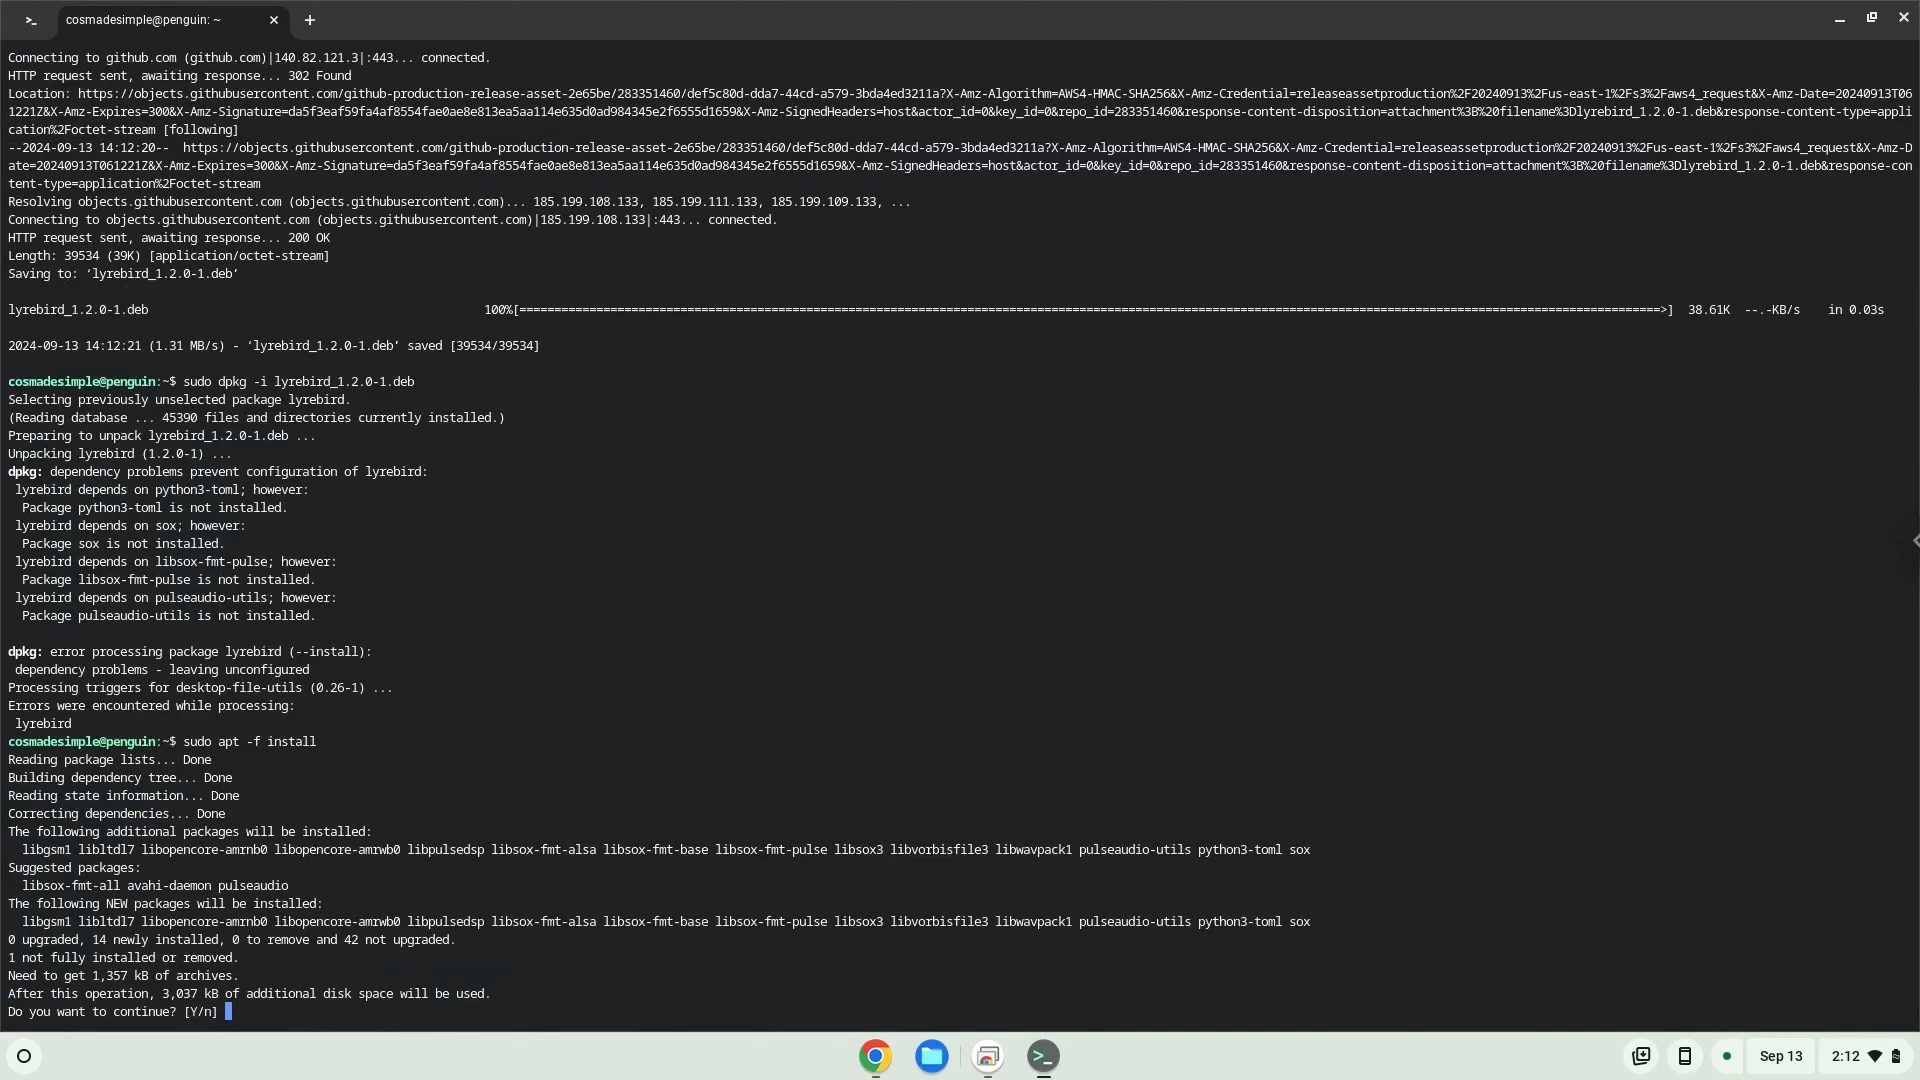 cosmadesimple@penguin: ~
Connecting to github.com (github.com)|140.82.121.3|:443... connected.
HTTP request sent, awaiting response... 302 Found
Location: https://objects.githubusercontent.com/github-production-release-asset-2e65be/283351460/def5c80d-dda7-44cd-a579-3bda4ed3211a?X-Amz-Algorithm=AWS4-HMAC-SHA256&X-Amz-Credential=releaseassetproduction%2F20240913%2Fus-east-1%2Fs3%2Faws4_request&X-Amz-Date=20240913T06
1221Z&X-Amz-Expires=300&X-Amz-Signature=da5f3eaf59fa4af8554fae0ae8e813ea5aa114e635d0ad984345e2f6555d1659&X-Amz-SignedHeaders=host&actor_id=0&key_id=0&repo_id=283351460&response-content-disposition=attachment%3B%20filename%3Dlyrebird_1.2.0-1.deb&response-content-type=appli
cation%2Foctet-stream [following]
--2024-09-13 14:12:20--  https://objects.githubusercontent.com/github-production-release-asset-2e65be/283351460/def5c80d-dda7-44cd-a579-3bda4ed3211a?X-Amz-Algorithm=AWS4-HMAC-SHA256&X-Amz-Credential=releaseassetproduction%2F20240913%2Fus-east-1%2Fs3%2Faws4_request&X-Amz-D
ate=20240913T061221Z&X-Amz-Expires=300&X-Amz-Signature=da5f3eaf59fa4af8554fae0ae8e813ea5aa114e635d0ad984345e2f6555d1659&X-Amz-SignedHeaders=host&actor_id=0&key_id=0&repo_id=283351460&response-content-disposition=attachment%3B%20filename%3Dlyrebird_1.2.0-1.deb&response-con
tent-type=application%2Foctet-stream
Resolving objects.githubusercontent.com (objects.githubusercontent.com)... 185.199.108.133, 185.199.111.133, 185.199.109.133, ...
Connecting to objects.githubusercontent.com (objects.githubusercontent.com)|185.199.108.133|:443... connected.
HTTP request sent, awaiting response... 200 OK
Length: 39534 (39K) [application/octet-stream]
Saving to: ‘lyrebird_1.2.0-1.deb’
lyrebird_1.2.0-1.deb 100%[===================================================================>] 38.61K --.-KB/s in 0.03s
2024-09-13 14:12:21 (1.31 MB/s) - ‘lyrebird_1.2.0-1.deb’ saved [39534/39534]
cosmadesimple@penguin:~$ sudo dpkg -i lyrebird_1.2.0-1.deb
Selecting previously unselected package lyrebird.
(Reading database ... 45390 files and directories currently installed.)
Preparing to unpack lyrebird_1.2.0-1.deb ...
Unpacking lyrebird (1.2.0-1) ...
dpkg: dependency problems prevent configuration of lyrebird:
lyrebird depends on python3-toml; however:
Package python3-toml is not installed.
lyrebird depends on sox; however:
Package sox is not installed.
lyrebird depends on libsox-fmt-pulse; however:
Package libsox-fmt-pulse is not installed.
lyrebird depends on pulseaudio-utils; however:
Package pulseaudio-utils is not installed.
dpkg: error processing package lyrebird (--install):
dependency problems - leaving unconfigured
Processing triggers for desktop-file-utils (0.26-1) ...
Errors were encountered while processing:
lyrebird
cosmadesimple@penguin:~$ sudo apt -f install
Reading package lists... Done
Building dependency tree... Done
Reading state information... Done
Correcting dependencies... Done
The following additional packages will be installed:
libgsm1 libltdl7 libopencore-amrnb0 libopencore-amrwb0 libpulsedsp libsox-fmt-alsa libsox-fmt-base libsox-fmt-pulse libsox3 libvorbisfile3 libwavpack1 pulseaudio-utils python3-toml sox
Suggested packages:
libsox-fmt-all avahi-daemon pulseaudio
The following NEW packages will be installed:
libgsm1 libltdl7 libopencore-amrnb0 libopencore-amrwb0 libpulsedsp libsox-fmt-alsa libsox-fmt-base libsox-fmt-pulse libsox3 libvorbisfile3 libwavpack1 pulseaudio-utils python3-toml sox
0 upgraded, 14 newly installed, 0 to remove and 42 not upgraded.
1 not fully installed or removed.
Need to get 1,357 kB of archives.
After this operation, 3,037 kB of additional disk space will be used.
Do you want to continue? [Y/n]
Sep 13 2:12